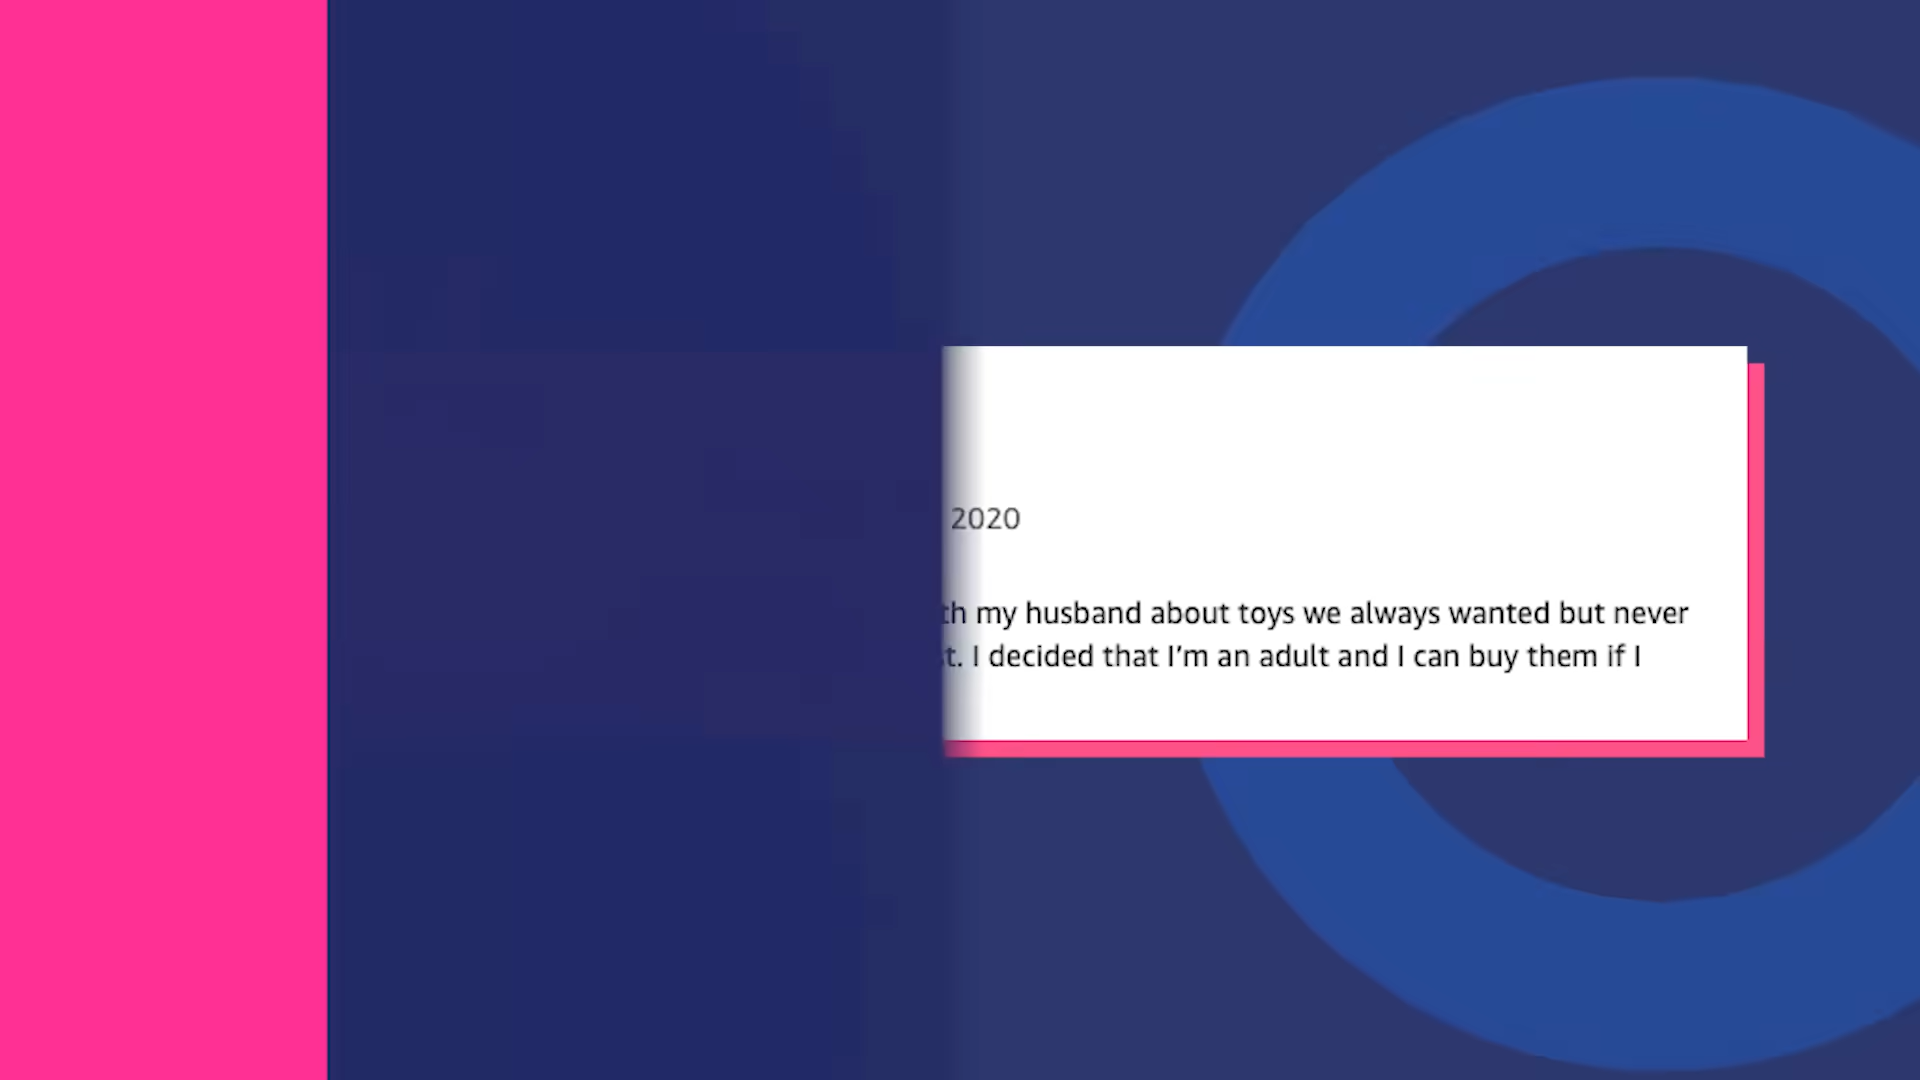 2020
th my husband about toys we always wanted but never
t. I decided that I’m an adult and I can buy them if I